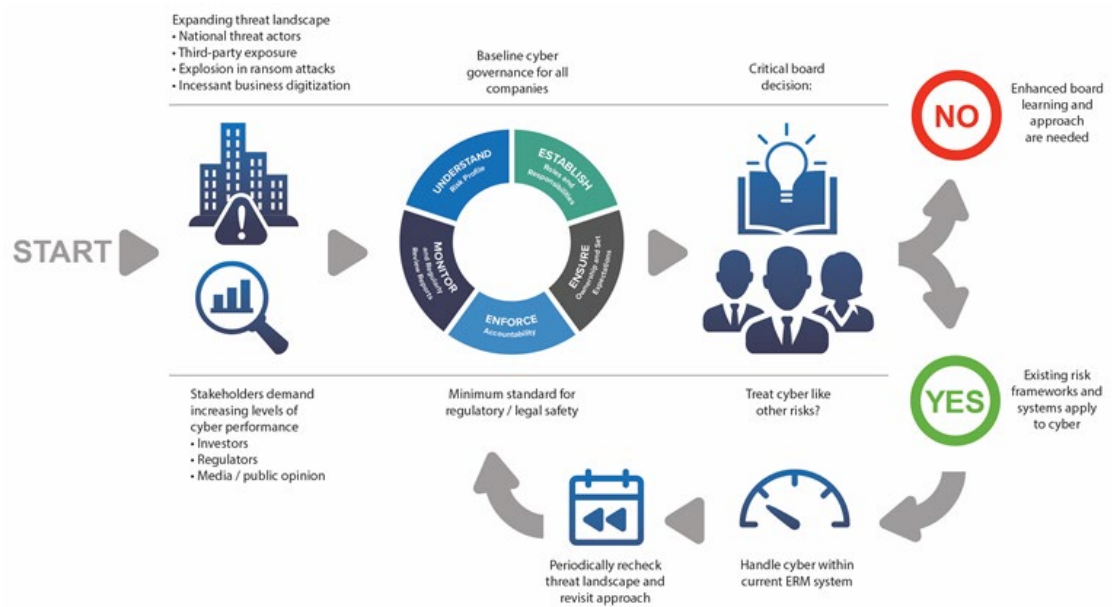 Expanding threat landscape
• National threat actors
• Third-party exposure
• Explosion in ransom attacks
• Incessant business digitization
Baseline cyber
governance for all
companies
Critical board
decision:
NO
Enhanced board
learning and
approach
are needed
START
UNDERSTAND
Risk Profile
ESTABLISH
Roles and
Responsibilities
ENSURE
Ownership and Set
Expectations
ENFORCE
Accountability
MONITOR
and Regularly
Review Reports
Stakeholders demand
increasing levels of
cyber performance
• Investors
• Regulators
• Media / public opinion
Minimum standard for
regulatory / legal safety
Treat cyber like
other risks?
YES
Existing risk
frameworks and
systems apply
to cyber
Periodically recheck
threat landscape and
revisit approach
Handle cyber within
current ERM system